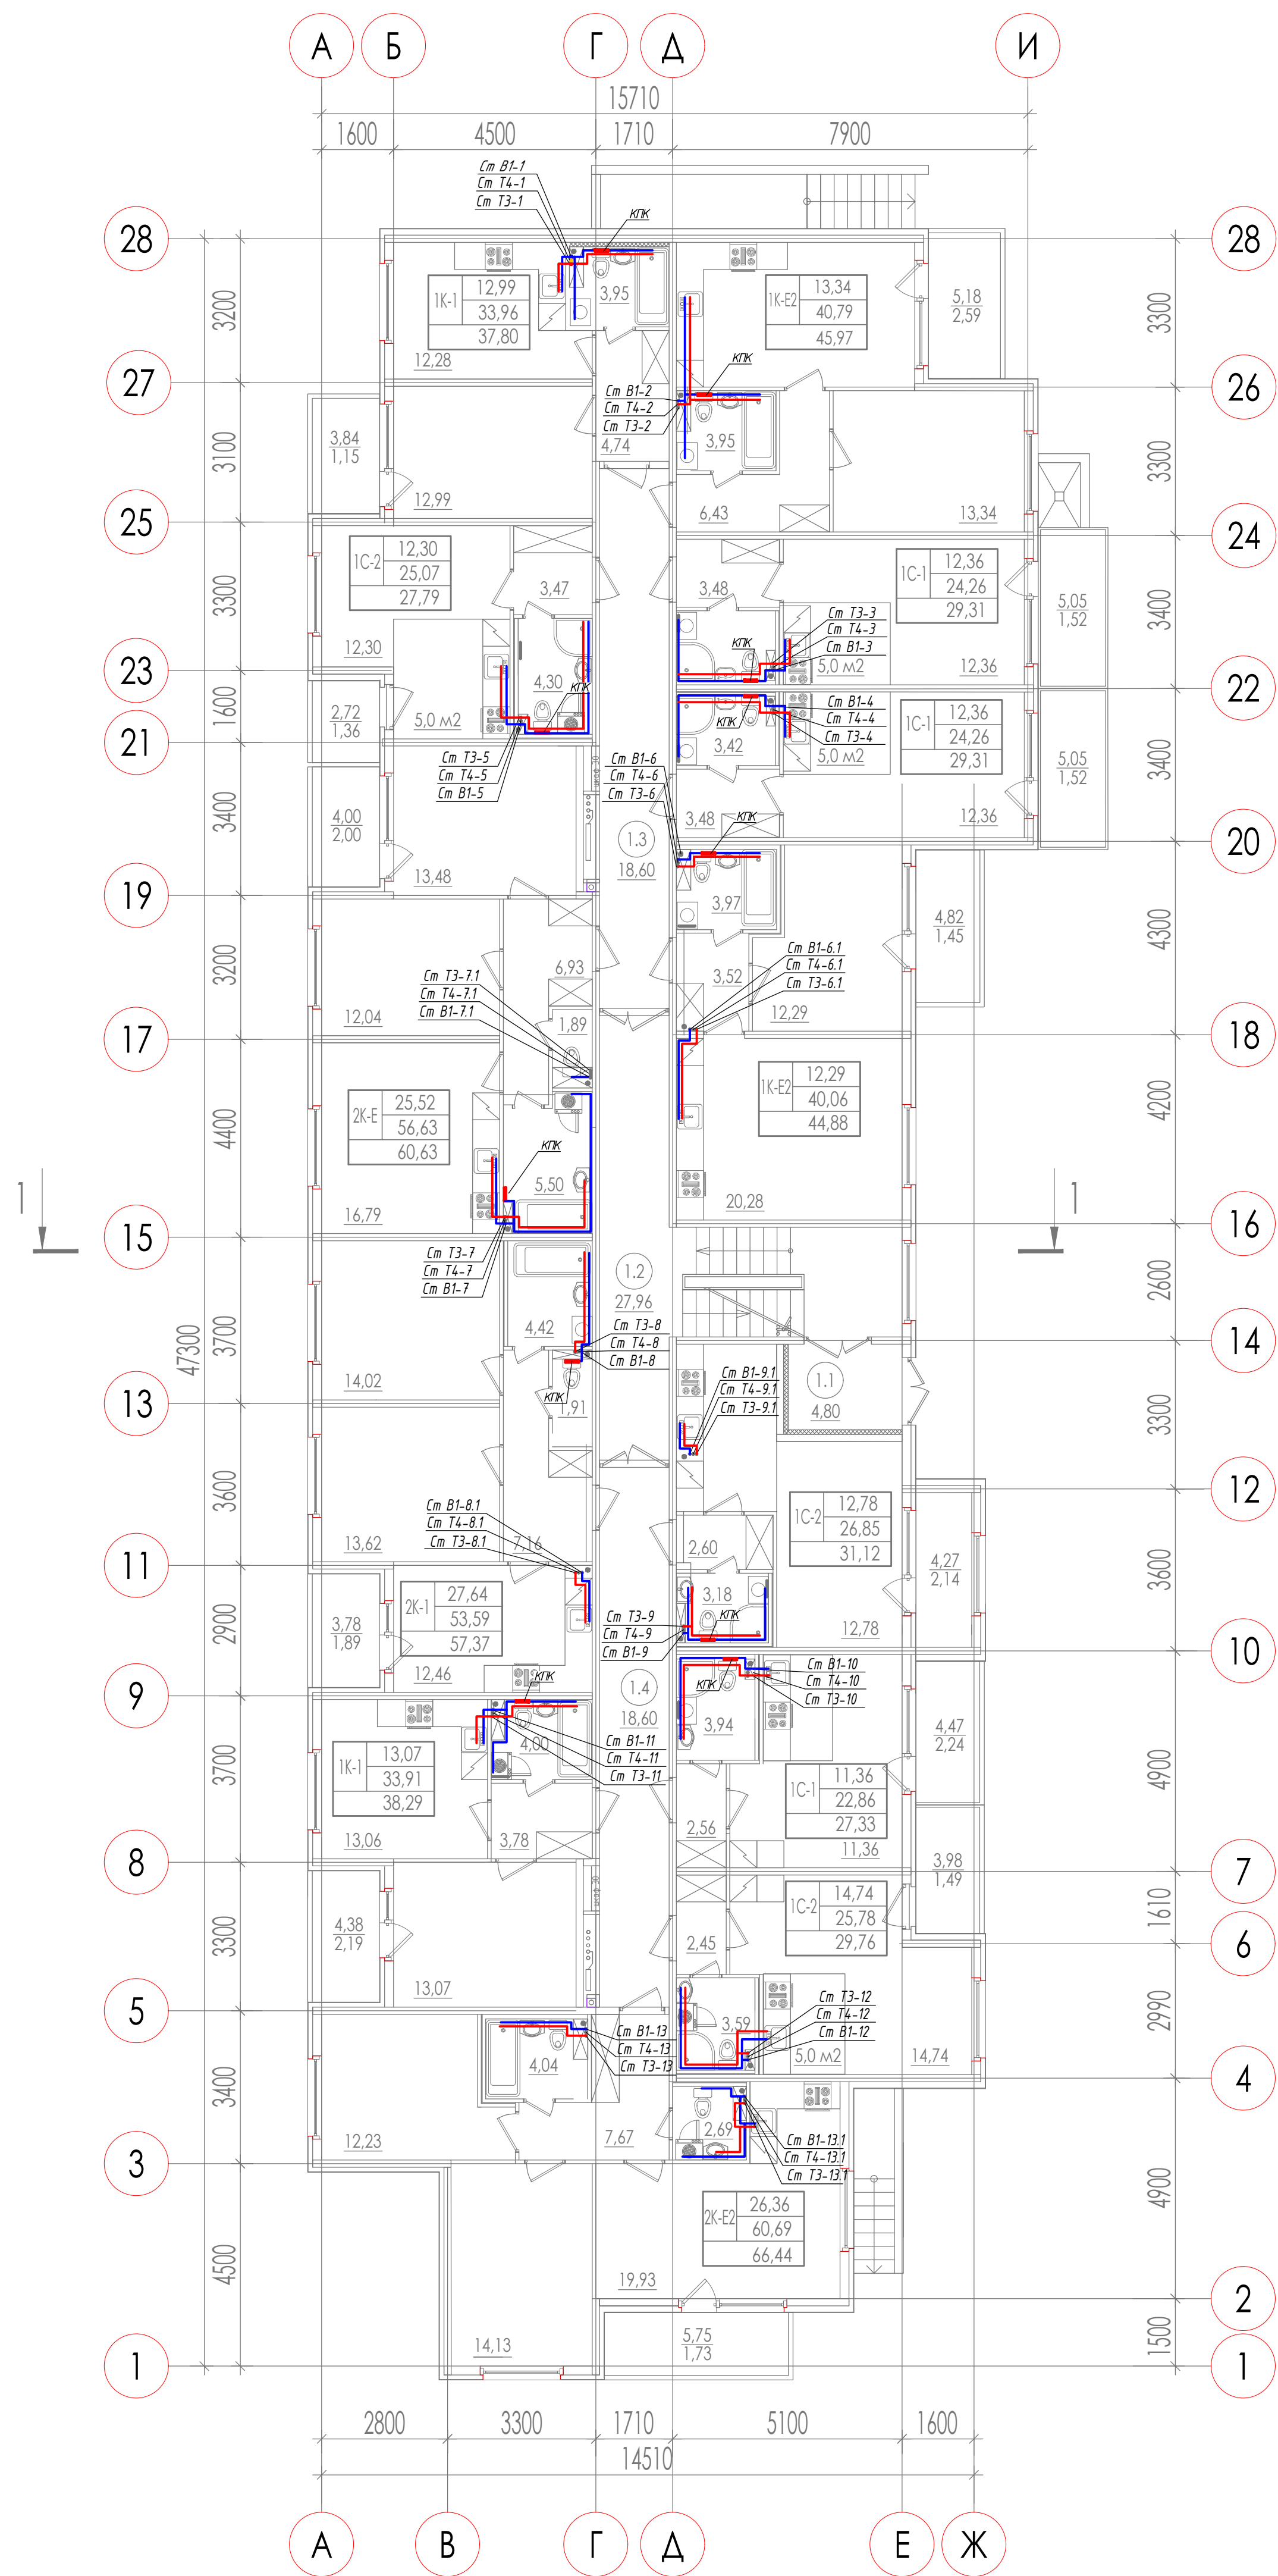 А Б Г Д И
15710
1600 4500 1710 7900
28
27
25
23
21
19
17
15
13
11
9
8
5
3
1
3200
3100
3300
1600
3400
3200
4400
3700
3600
2900
3700
3300
3400
4500
47300
28
26
24
22
20
18
16
14
12
10
7
6
4
2
1
3300
3300
3400
3400
4300
4200
2600
3300
3600
4900
1610
2990
4900
1500
Ст В1-1
Ст Т4-1
Ст Т3-1
КПК
1К-1 12,99
33,96
37,80
12,28
3,95
1К-Е2 13,34
40,79
45,97
5,18
2,59
КПК
Ст В1-2
Ст Т4-2
Ст Т3-2
4,74
3,95
3,84
1,15
12,99
6,43
13,34
1С-2 12,30
25,07
27,79
3,47
12,30
3,48
1С-1 12,36
24,26
29,31
5,05
1,52
Ст Т3-3
Ст Т4-3
Ст В1-3
КПК
5,0 м2
12,36
4,30
КПК
2,72
1,36
5,0 м2
Ст Т3-5
Ст Т4-5
Ст В1-5
Ст В1-4
Ст Т4-4
Ст Т3-4
КПК
3,42
5,0 м2
1С-1 12,36
24,26
29,31
5,05
1,52
Ст В1-6
Ст Т4-6
Ст Т3-6
3,48
12,36
4,00
2,00
13,48
1.3
18,60
КПК
3,97
4,82
1,45
6,93
Ст Т3-7.1
Ст Т4-7.1
Ст В1-7.1
12,04
1,89
3,52
12,29
Ст В1-6.1
Ст Т4-6.1
Ст Т3-6.1
2К-Е 25,52
56,63
60,63
1К-Е2 12,29
40,06
44,88
КПК
5,50
16,79
20,28
1 1
Ст Т3-7
Ст Т4-7
Ст В1-7
1.2
27,96
4,42
Ст Т3-8
Ст Т4-8
Ст В1-8
14,02
КПК
1,91
Ст В1-9.1
Ст Т4-9.1
Ст Т3-9.1
1.1
4,80
Ст В1-8.1
Ст Т4-8.1
Ст Т3-8.1
13,62
7,16
1С-2 12,78
26,85
31,12
2,60
4,27
2,14
3,78
1,89
2К-1 27,64
53,59
57,37
12,46
КПК
3,18
КПК
Ст Т3-9
Ст Т4-9
Ст В1-9
12,78
1.4
18,60
Ст В1-10
Ст Т4-10
Ст Т3-10
КПК
3,94
4,47
2,24
1К-1 13,07
33,91
38,29
4,00
Ст В1-11
Ст Т4-11
Ст Т3-11
13,06
3,78
2,56
1С-1 11,36
22,86
27,33
11,36
3,98
1,49
4,38
2,19
13,07
1С-2 14,74
25,78
29,76
2,45
3,59
Ст Т3-12
Ст Т4-12
Ст В1-12
5,0 м2
14,74
Ст В1-13
Ст Т4-13
Ст Т3-13
4,04
12,23
7,67
2,69
Ст В1-13.1
Ст Т4-13.1
Ст Т3-13.1
2К-Е2 26,36
60,69
66,44
19,93
14,13
5,75
1,73
2800 3300 1710 5100 1600
14510
А В Г Д Е Ж